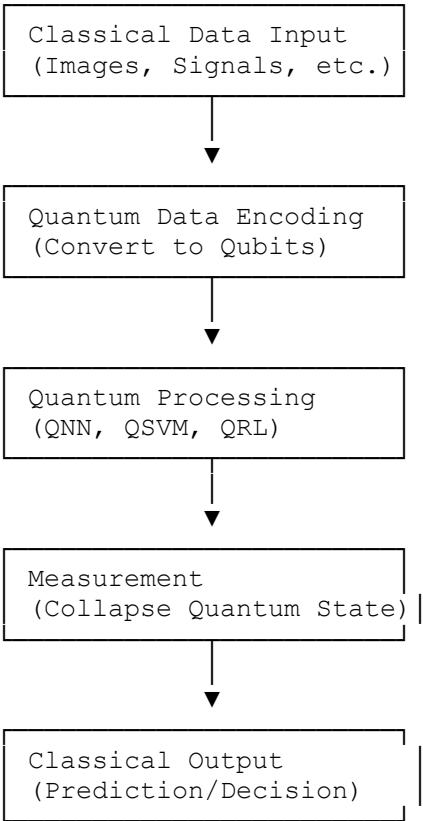 Classical Data Input
(Images, Signals, etc.)
Quantum Data Encoding
(Convert to Qubits)
Quantum Processing
(QNN, QSVM, QRL)
Measurement
(Collapse Quantum State)
Classical Output
(Prediction/Decision)